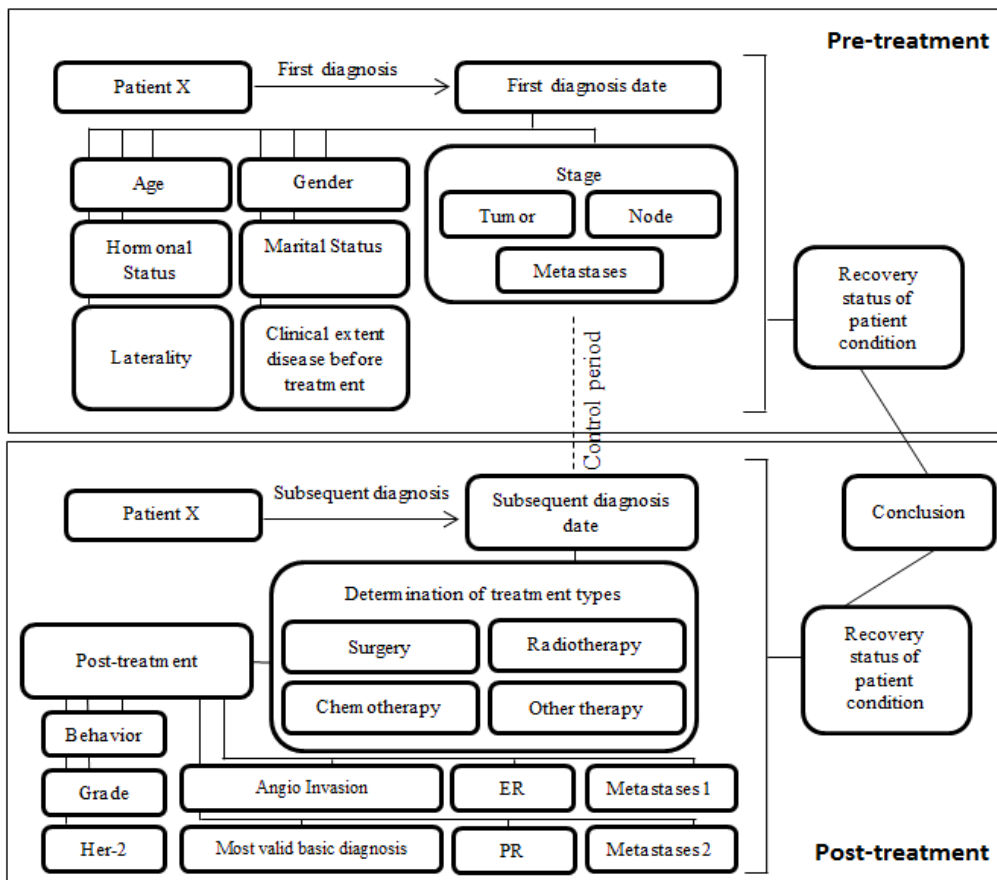 Pre-treatment
Patient X
First diagnosis
First diagnosis date
Age
Gender
Stage
Tumor
Node
Metastases
Hormonal
Status
Marital Status
Laterality
Clinical extent
disease before
treatment
Recovery
status of
patient
condition
Control period
Patient X
Subsequent diagnosis
Subsequent diagnosis
date
Conclusion
Determination of treatment types
Surgery
Radiotherapy
Chemotherapy
Other therapy
Post-treatment
Recovery
status of
patient
condition
Behavior
Grade
Her-2
Angio Invasion
ER
Metastases 1
Most valid basic diagnosis
PR
Metastases 2
Post-treatment